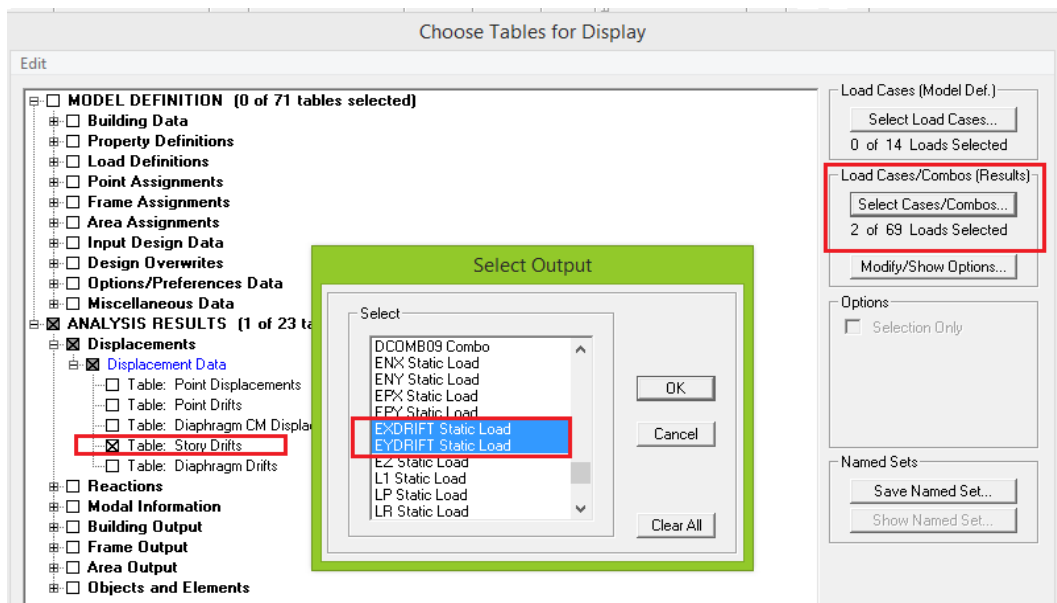 Choose Tables for Display
Edit
MODEL DEFINITION (0 of 71 tables selected)
Building Data
Property Definitions
Load Definitions
Point Assignments
Frame Assignments
Area Assignments
Input Design Data
Design Overwrites
Options/Preferences Data
Miscellaneous Data
ANALYSIS RESULTS (1 of 23 ta
Displacements
Displacement Data
Table: Point Displacements
Table: Point Drifts
Table: Diaphragm CM Displa
Table: Story Drifts
Table: Diaphragm Drifts
Reactions
Modal Information
Building Output
Frame Output
Area Output
Objects and Elements
Select Output
Select
DCOMB09 Combo
ENX Static Load
ENY Static Load
EPX Static Load
EPY Static Load
EXDRIFT Static Load
EYDRIFT Static Load
EZ Static Load
L1 Static Load
LP Static Load
LR Static Load
OK
Cancel
Clear All
Load Cases (Model Def.)
Select Load Cases...
0 of 14 Loads Selected
Load Cases/Combos (Results)
Select Cases/Combos...
2 of 69 Loads Selected
Modify/Show Options...
Options
Selection Only
Named Sets
Save Named Set...
Show Named Set...